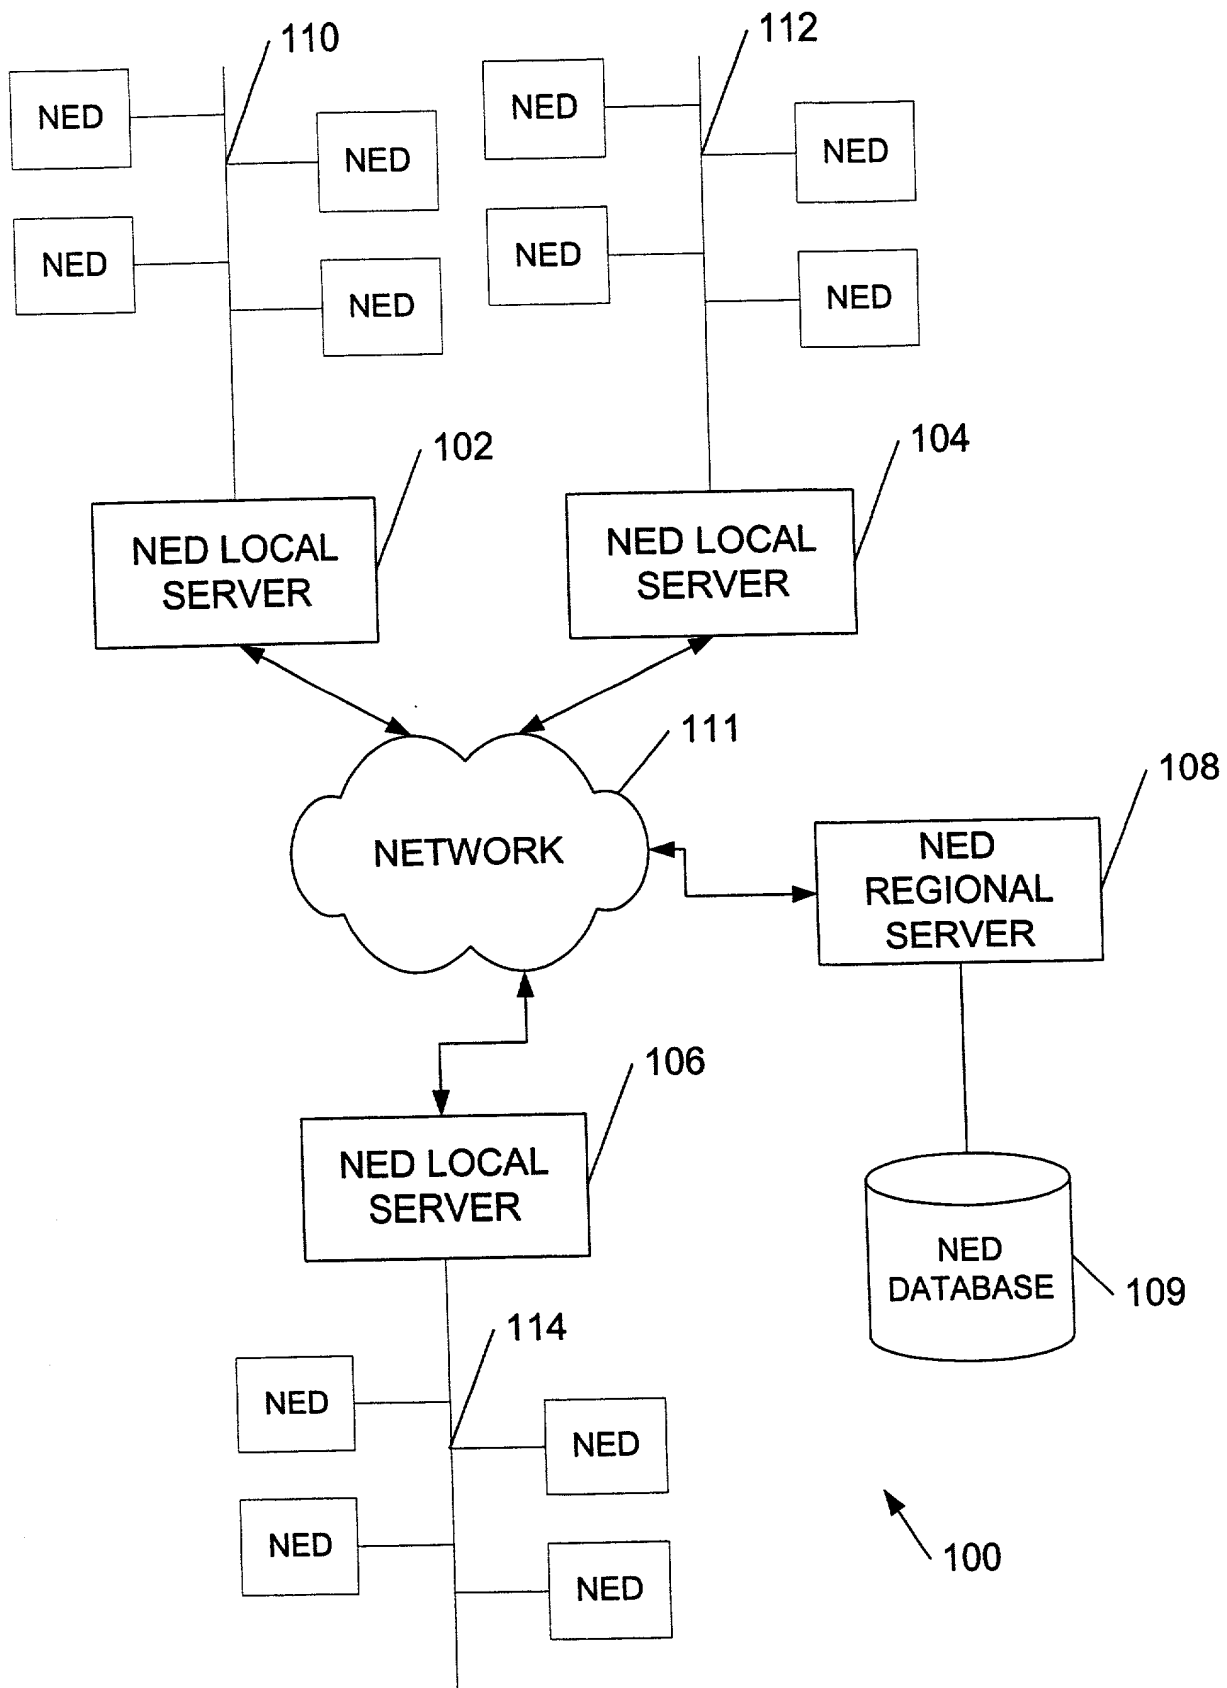 110
112
NED
NED
NED
NED
NED
NED
NED
NED
102
104
NED LOCAL
SERVER
NED LOCAL
SERVER
111
108
NETWORK
NED
REGIONAL
SERVER
106
NED LOCAL
SERVER
NED
DATABASE
109
114
NED
NED
NED
NED
100